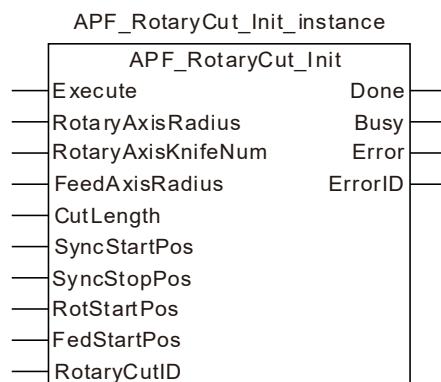 APF_RotaryCut_Init_instance
APF_RotaryCut_Init
Execute Done
RotaryAxisRadius Busy
RotaryAxisKnifeNum Error
FeedAxisRadius ErrorID
CutLength
SyncStartPos
SyncStopPos
RotStartPos
FedStartPos
RotaryCutID